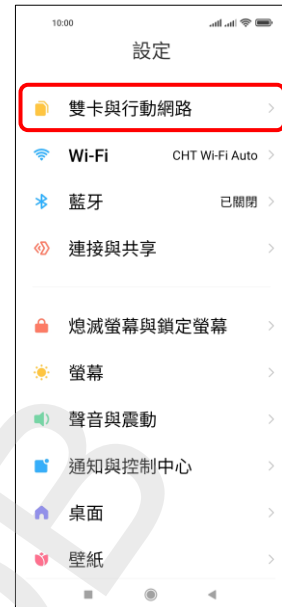 10:00
設定
雙卡與行動網路
Wi-Fi CHT Wi-Fi Auto
藍牙 已關閉
連接與共享
熄滅螢幕與鎖定螢幕
螢幕
聲音與震動
通知與控制中心
桌面
壁紙